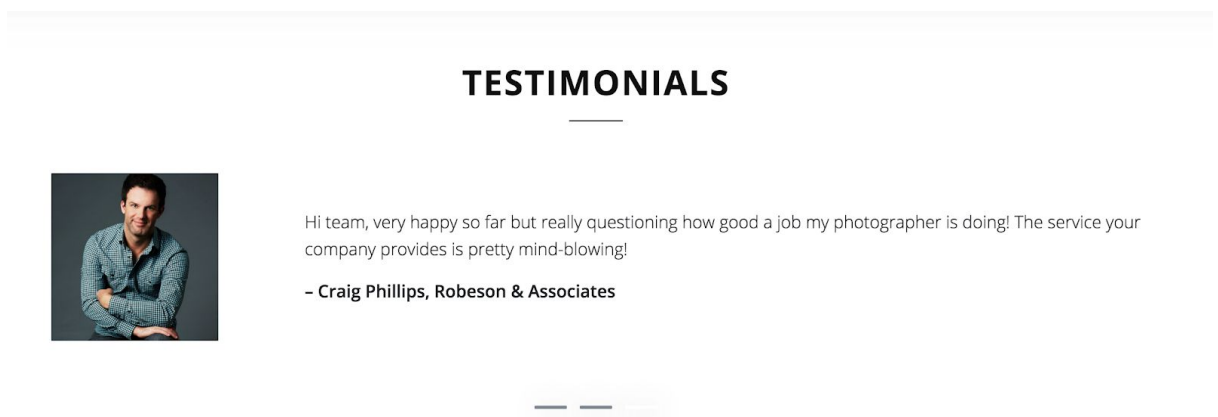 TESTIMONIALS
Hi team, very happy so far but really questioning how good a job my photographer is doing! The service your
company provides is pretty mind-blowing!
– Craig Phillips, Robeson & Associates